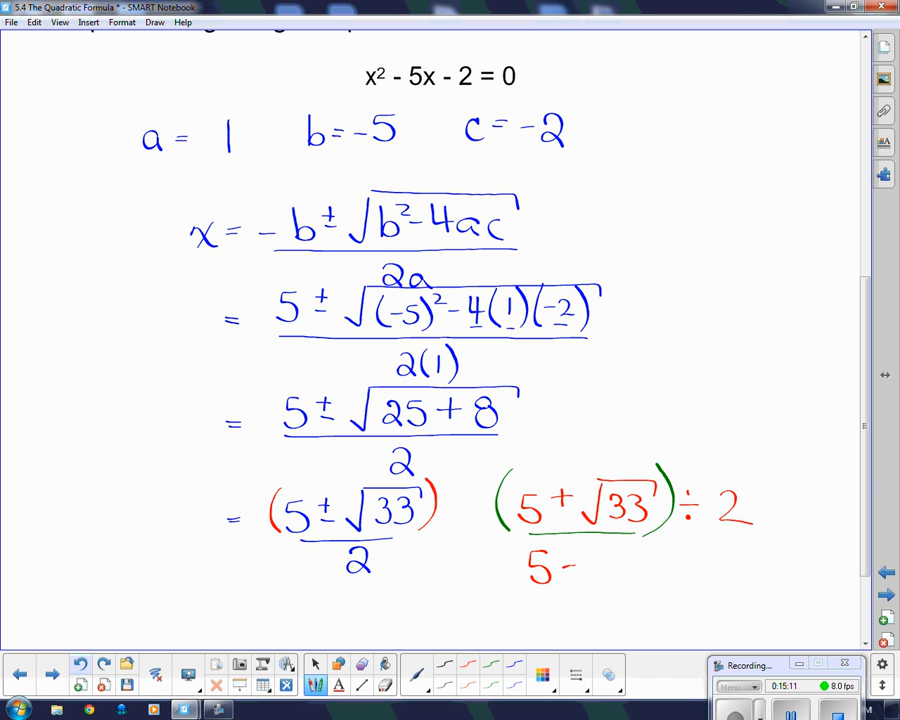 5.4 The Quadratic Formula * - SMART Notebook
File Edit View Insert Format Draw Help
x² - 5x - 2 = 0
a = 1 b = -5 c = -2
x = -b ± √(b² - 4ac)
2a
= 5 ± √((-5)² - 4(1)(-2))
2(1)
= 5 ± √(25 + 8)
2
= (5 ± √33) (5 + √33) ÷ 2
2 5 -
Recording...
Menu 0:15:11 8.0 fps